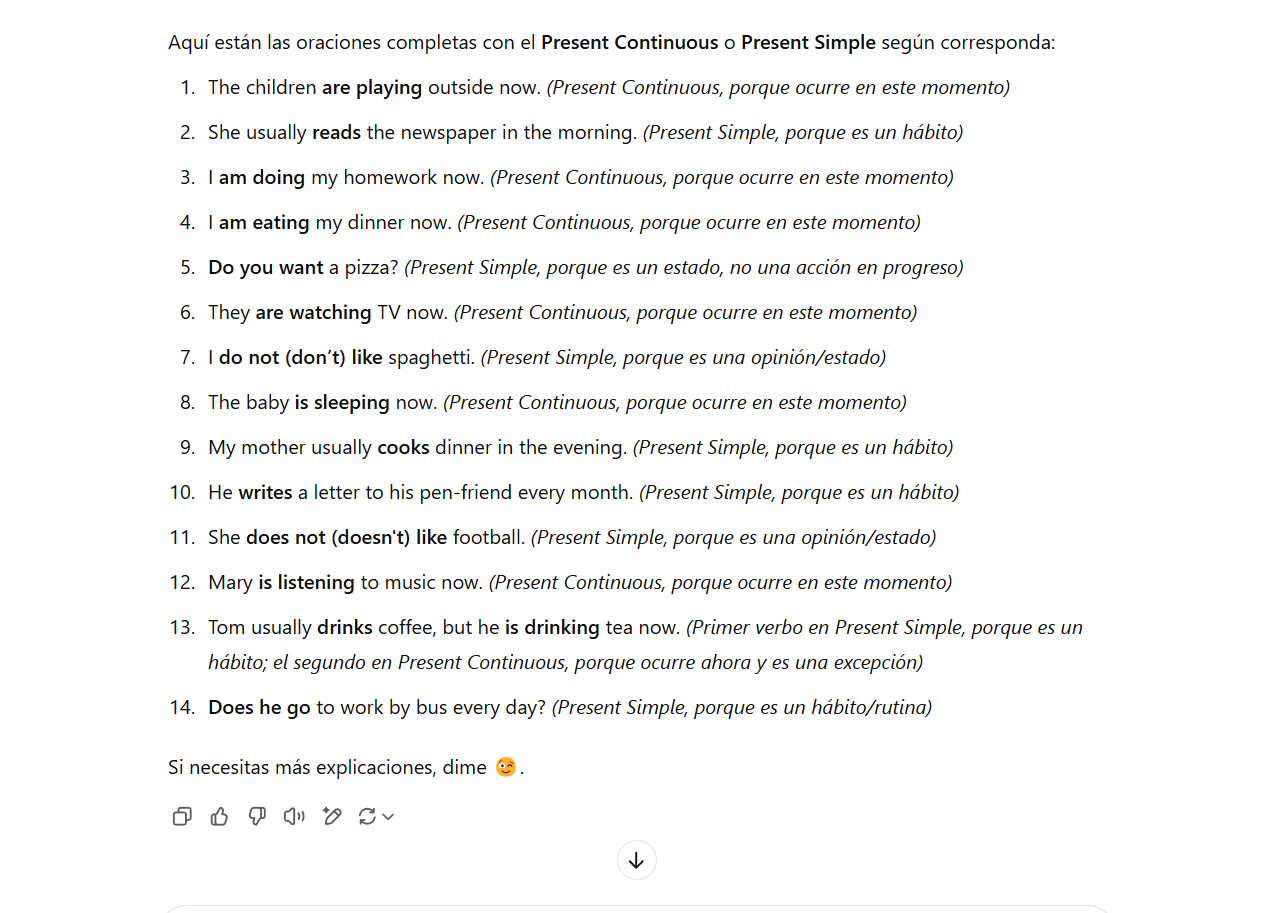 Aquí están las oraciones completas con el Present Continuous o Present Simple según corresponda:
1. The children are playing outside now. (Present Continuous, porque ocurre en este momento)
2. She usually reads the newspaper in the morning. (Present Simple, porque es un hábito)
3. I am doing my homework now. (Present Continuous, porque ocurre en este momento)
4. I am eating my dinner now. (Present Continuous, porque ocurre en este momento)
5. Do you want a pizza? (Present Simple, porque es un estado, no una acción en progreso)
6. They are watching TV now. (Present Continuous, porque ocurre en este momento)
7. I do not (don’t) like spaghetti. (Present Simple, porque es una opinión/estado)
8. The baby is sleeping now. (Present Continuous, porque ocurre en este momento)
9. My mother usually cooks dinner in the evening. (Present Simple, porque es un hábito)
10. He writes a letter to his pen-friend every month. (Present Simple, porque es un hábito)
11. She does not (doesn't) like football. (Present Simple, porque es una opinión/estado)
12. Mary is listening to music now. (Present Continuous, porque ocurre en este momento)
13. Tom usually drinks coffee, but he is drinking tea now. (Primer verbo en Present Simple, porque es un
hábito; el segundo en Present Continuous, porque ocurre ahora y es una excepción)
14. Does he go to work by bus every day? (Present Simple, porque es un hábito/rutina)
Si necesitas más explicaciones, dime 😉.